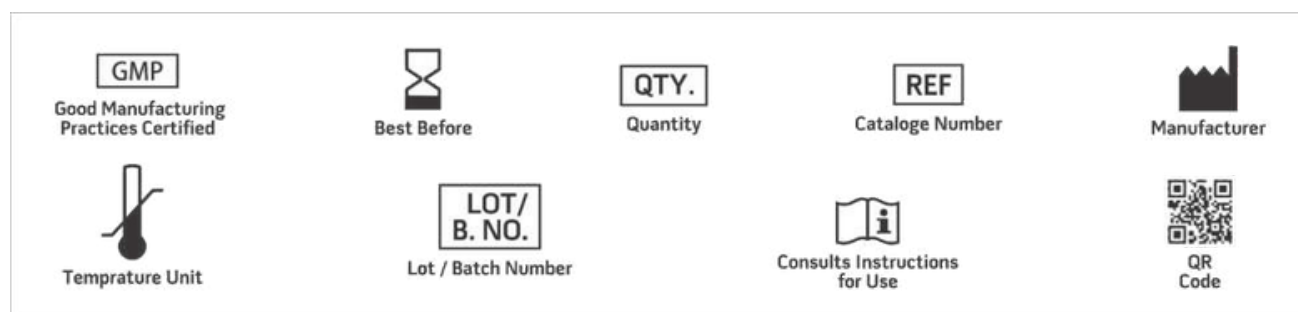 GMP
Good Manufacturing
Practices Certified
Best Before
QTY.
Quantity
REF
Cataloge Number
Manufacturer
Temprature Unit
LOT/
B. NO.
Lot / Batch Number
i
Consults Instructions
for Use
QR
Code